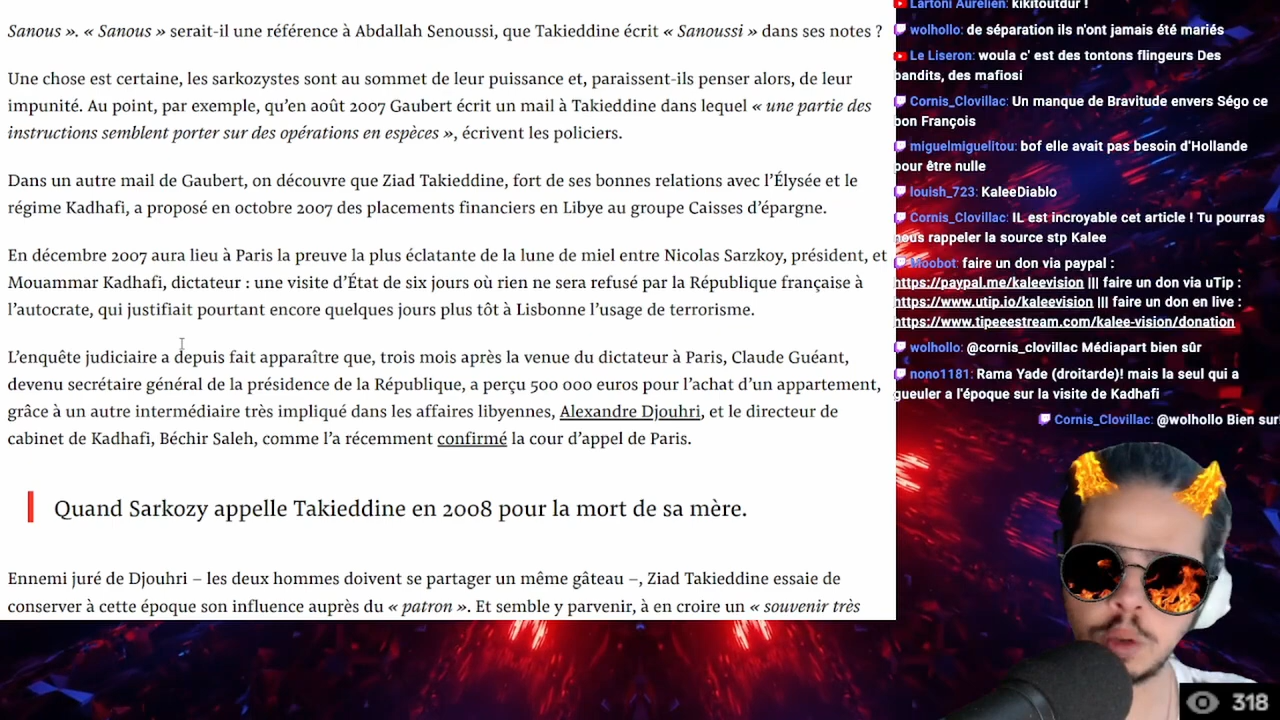 Sanous ». « Sanous » serait-il une référence à Abdallah Senoussi, que Takieddine écrit « Sanoussi » dans ses notes ?
Une chose est certaine, les sarkozystes sont au sommet de leur puissance et, paraissent-ils penser alors, de leur
impunité. Au point, par exemple, qu’en août 2007 Gaubert écrit un mail à Takieddine dans lequel « une partie des
instructions semblent porter sur des opérations en espèces », écrivent les policiers.
Dans un autre mail de Gaubert, on découvre que Ziad Takieddine, fort de ses bonnes relations avec l’Élysée et le
régime Kadhafi, a proposé en octobre 2007 des placements financiers en Libye au groupe Caisses d’épargne.
En décembre 2007 aura lieu à Paris la preuve la plus éclatante de la lune de miel entre Nicolas Sarzkoy, président, et
Mouammar Kadhafi, dictateur : une visite d’État de six jours où rien ne sera refusé par la République française à
l’autocrate, qui justifiait pourtant encore quelques jours plus tôt à Lisbonne l’usage de terrorisme.
L’enquête judiciaire a depuis fait apparaître que, trois mois après la venue du dictateur à Paris, Claude Guéant,
devenu secrétaire général de la présidence de la République, a perçu 500 000 euros pour l’achat d’un appartement,
grâce à un autre intermédiaire très impliqué dans les affaires libyennes, Alexandre Djouhri, et le directeur de
cabinet de Kadhafi, Béchir Saleh, comme l’a récemment confirmé la cour d’appel de Paris.
Quand Sarkozy appelle Takieddine en 2008 pour la mort de sa mère.
Ennemi juré de Djouhri – les deux hommes doivent se partager un même gâteau –, Ziad Takieddine essaie de
conserver à cette époque son influence auprès du « patron ». Et semble y parvenir, à en croire un « souvenir très
Lartoni Aurelien: kikitoutdur !
wolhollo: de séparation ils n'ont jamais été mariés
Le Liseron: woula c' est des tontons flingeurs Des
bandits, des mafiosi
Cornis_Clovillac: Un manque de Bravitude envers Ségo ce
bon François
miguelmiguelitou: bof elle avait pas besoin d'Hollande
pour être nulle
louish_723: KaleeDiablo
Cornis_Clovillac: IL est incroyable cet article ! Tu pourras
nous rappeler la source stp Kalee
Moobot: faire un don via paypal :
https://paypal.me/kaleevision ||| faire un don via uTip :
https://www.utip.io/kaleevision ||| faire un don en live :
https://www.tipeeestream.com/kalee-vision/donation
wolhollo: @cornis_clovillac Médiapart bien sûr
nono1181: Rama Yade (droitarde)! mais la seul qui a
gueuler a l'époque sur la visite de Kadhafi
Cornis_Clovillac: @wolhollo Bien sur
318